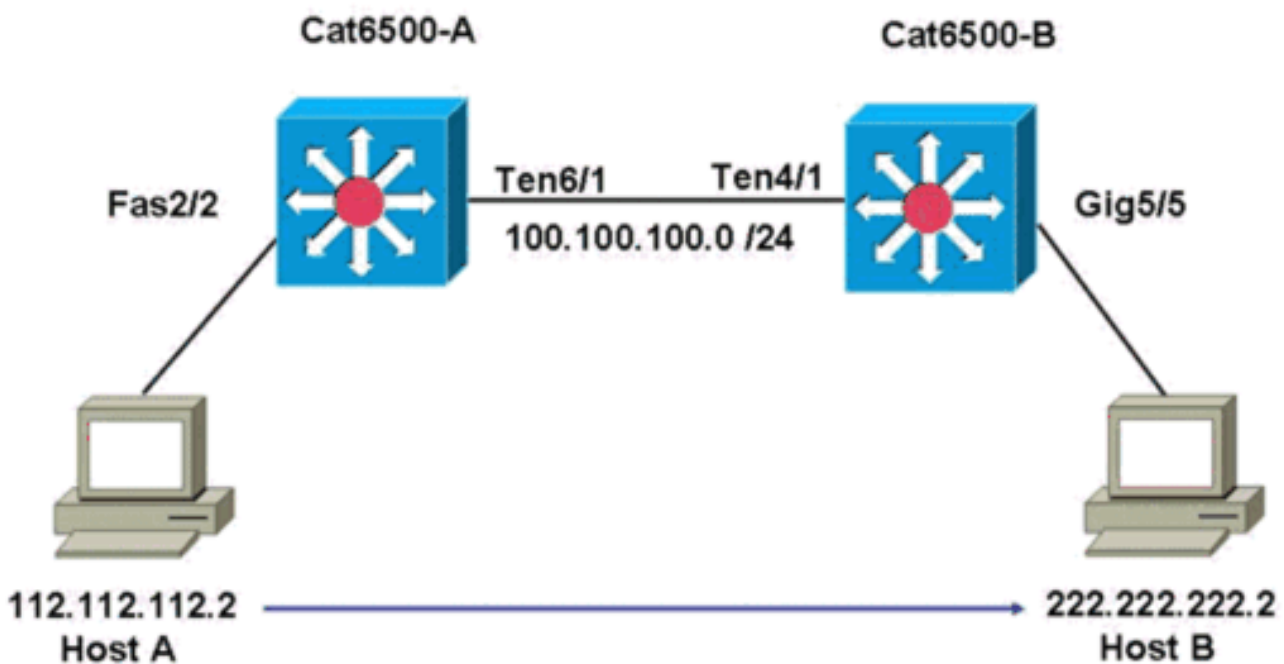 Cat6500-A
Cat6500-B
Fas2/2
Ten6/1
Ten4/1
Gig5/5
100.100.100.0 /24
112.112.112.2
Host A
222.222.222.2
Host B